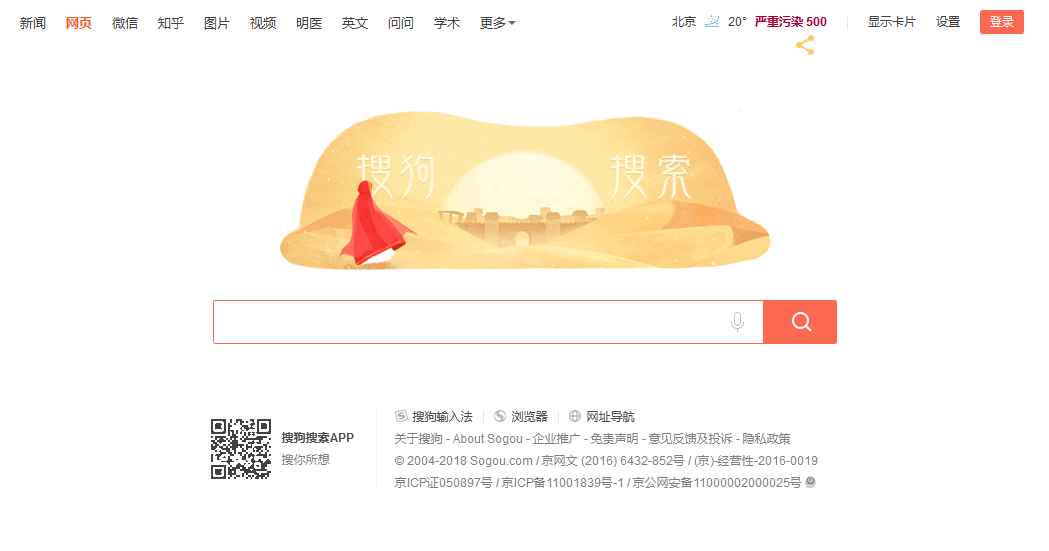 新闻 网页 微信 知乎 图片 视频 明医 英文 问问 学术 更多 北京 20° 严重污染 500 显示卡片 设置 登录
搜狗 搜索
搜狗输入法 浏览器 网址导航
搜狗搜索APP
搜你所想
关于搜狗 - About Sogou - 企业推广 - 免责声明 - 意见反馈及投诉 - 隐私政策
© 2004-2018 Sogou.com / 京网文 (2016) 6432-852号 / (京)-经营性-2016-0019
京ICP证050897号 / 京ICP备11001839号-1 / 京公网安备11000002000025号